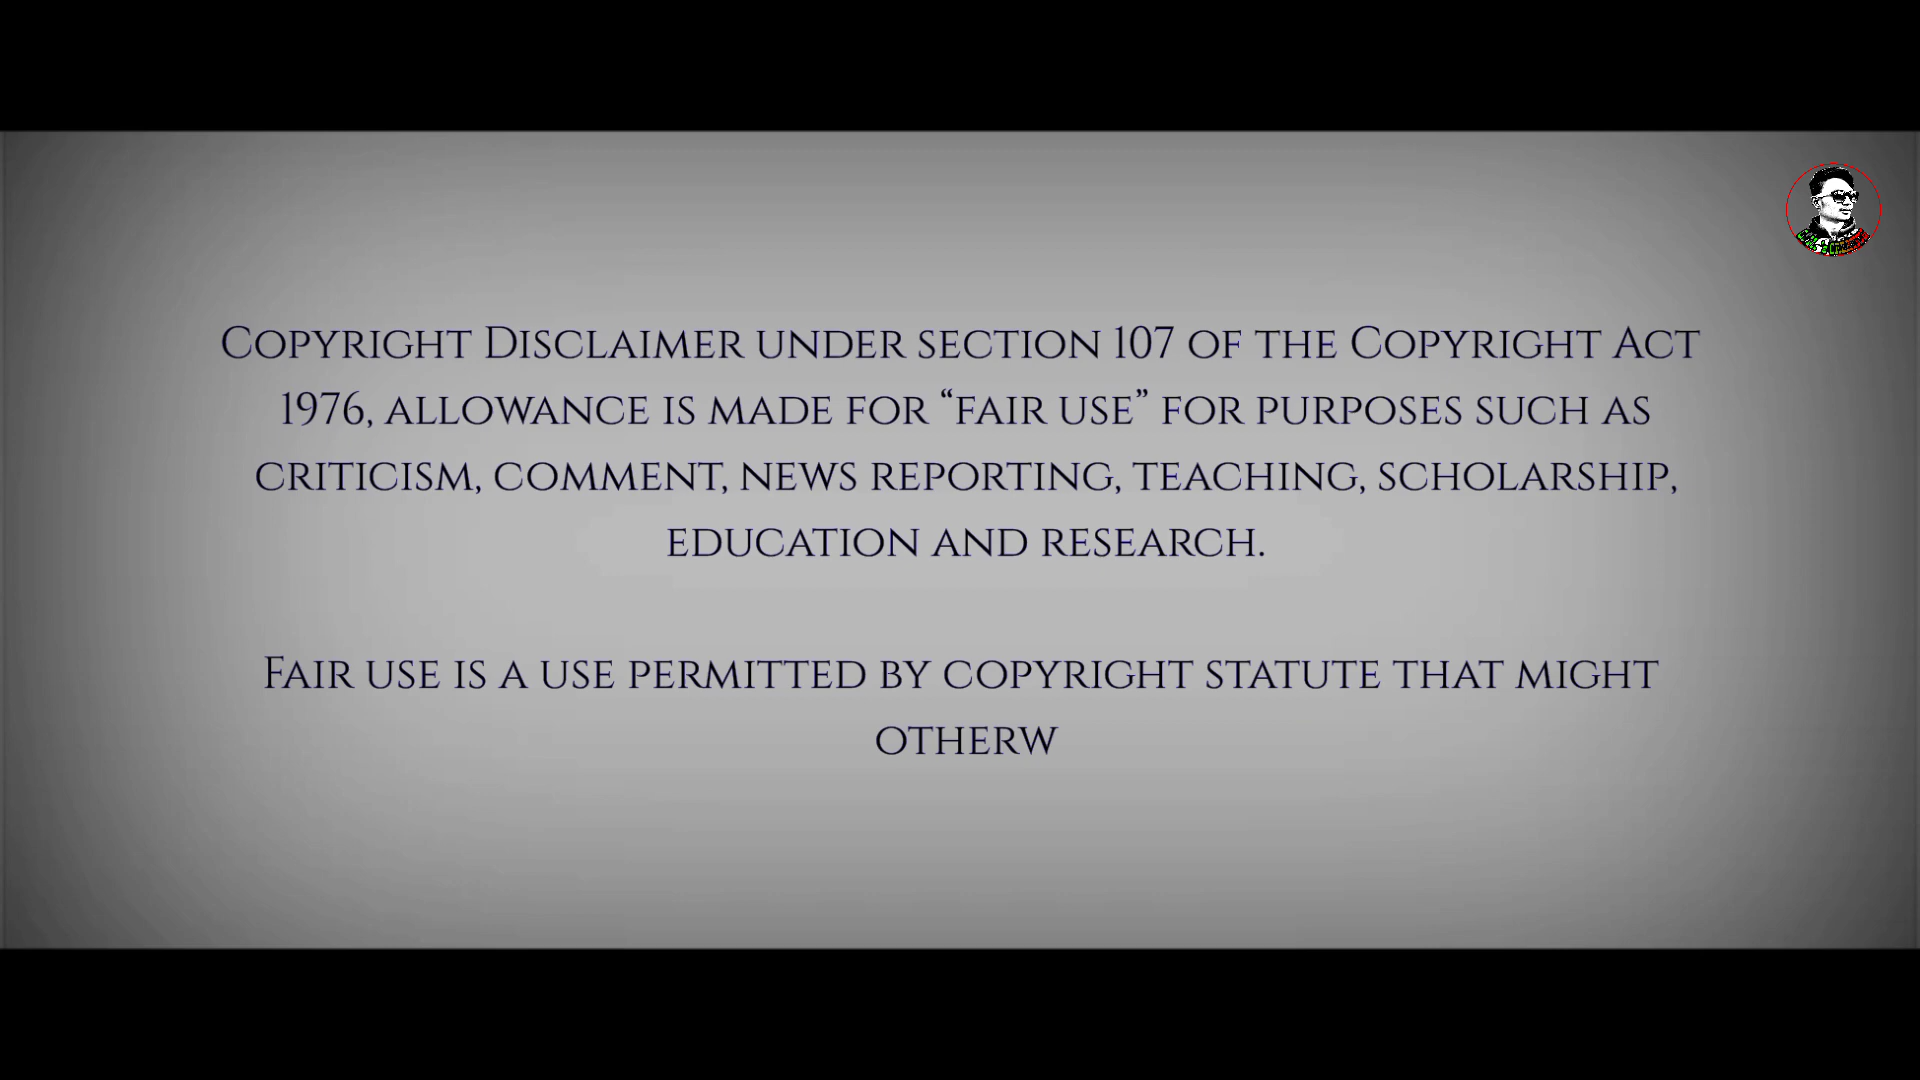 Copyright Disclaimer under section 107 of the Copyright Act
1976, allowance is made for “fair use” for purposes such as
criticism, comment, news reporting, teaching, scholarship,
education and research.
Fair use is a use permitted by copyright statute that might
otherw